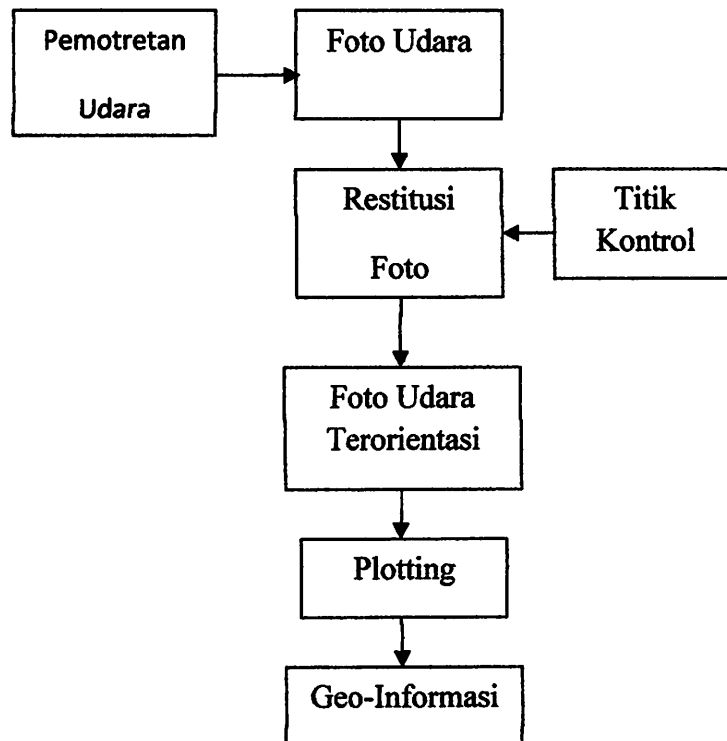 Pemotretan
Udara
Foto Udara
Restitusi
Foto
Titik
Kontrol
Foto Udara
Terorientasi
Plotting
Geo-Informasi